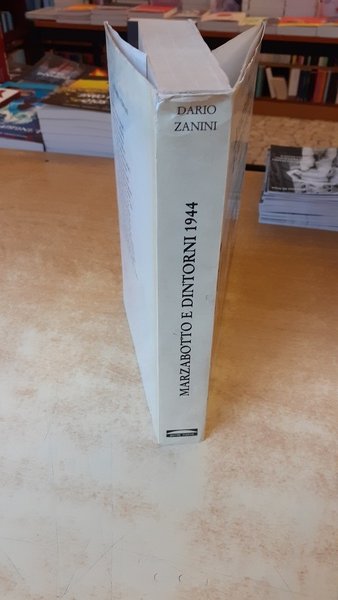 DARIO
ZANINI
MARZABOTTO E DINTORNI 1944